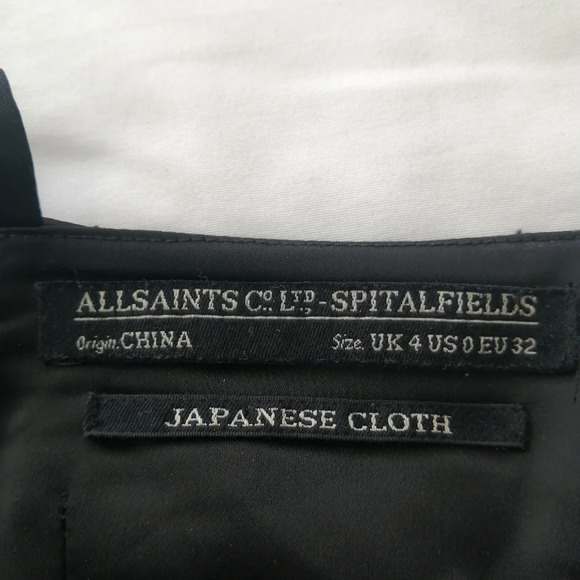 ALLSAINTS Co. LTD.-SPITALFIELDS
Origin. CHINA Size. UK 4 US 0 EU 32
JAPANESE CLOTH